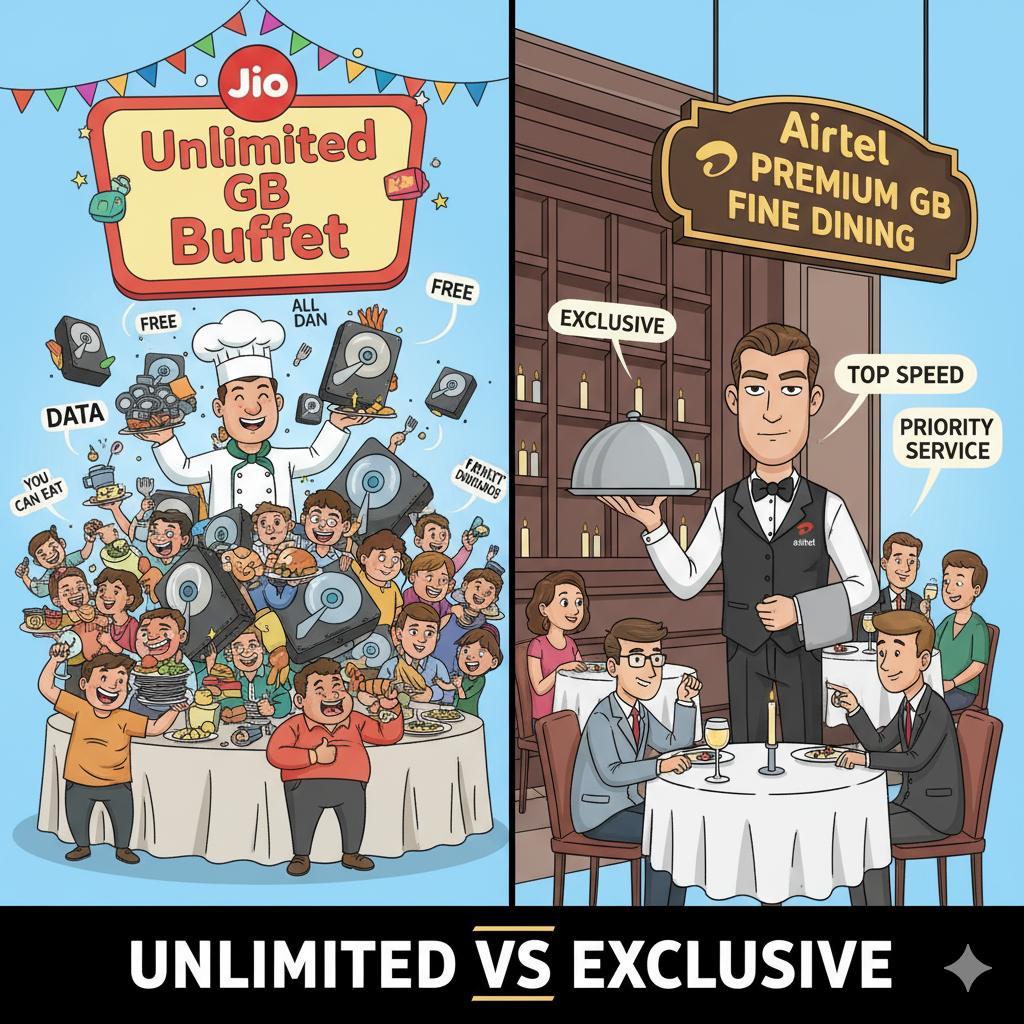 Jio
Unlimited
GB
Buffet
FREE
ALL
DAN
FREE
DATA
YOU
CAN EAT
Airtel
PREMIUM GB
FINE DINING
EXCLUSIVE
TOP SPEED
PRIORITY
SERVICE
UNLIMITED VS EXCLUSIVE